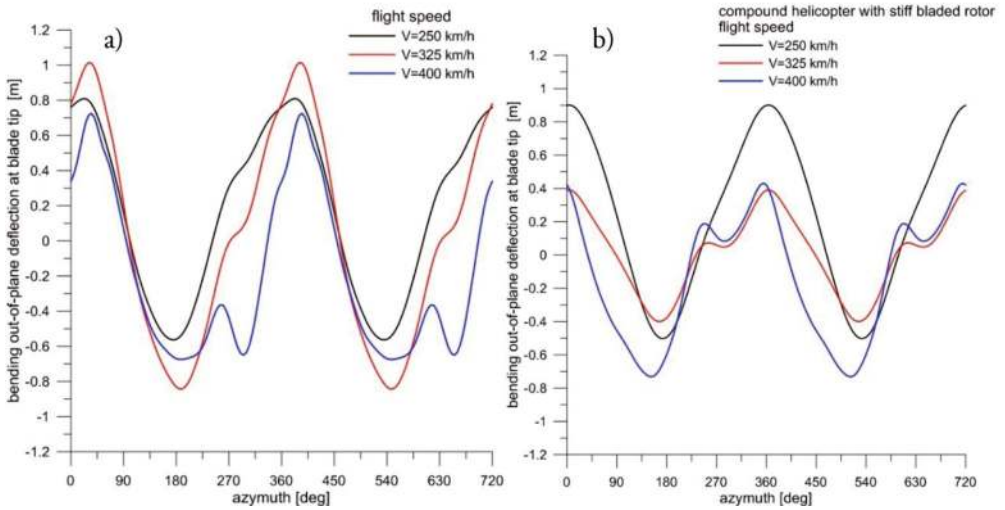 a)
flight speed
V=250 km/h
V=325 km/h
V=400 km/h
bending out-of-plane deflection at blade tip [m]
1.2
1
0.8
0.6
0.4
0.2
0
-0.2
-0.4
-0.6
-0.8
-1
-1.2
0 90 180 270 360 450 540 630 720
azimuth [deg]
b)
compound helicopter with stiff bladed rotor
flight speed
V=250 km/h
V=325 km/h
V=400 km/h
bending out-of-plane deflection at blade tip [m]
1.2
1
0.8
0.6
0.4
0.2
0
-0.2
-0.4
-0.6
-0.8
-1
-1.2
0 90 180 270 360 450 540 630 720
azymuth [deg]